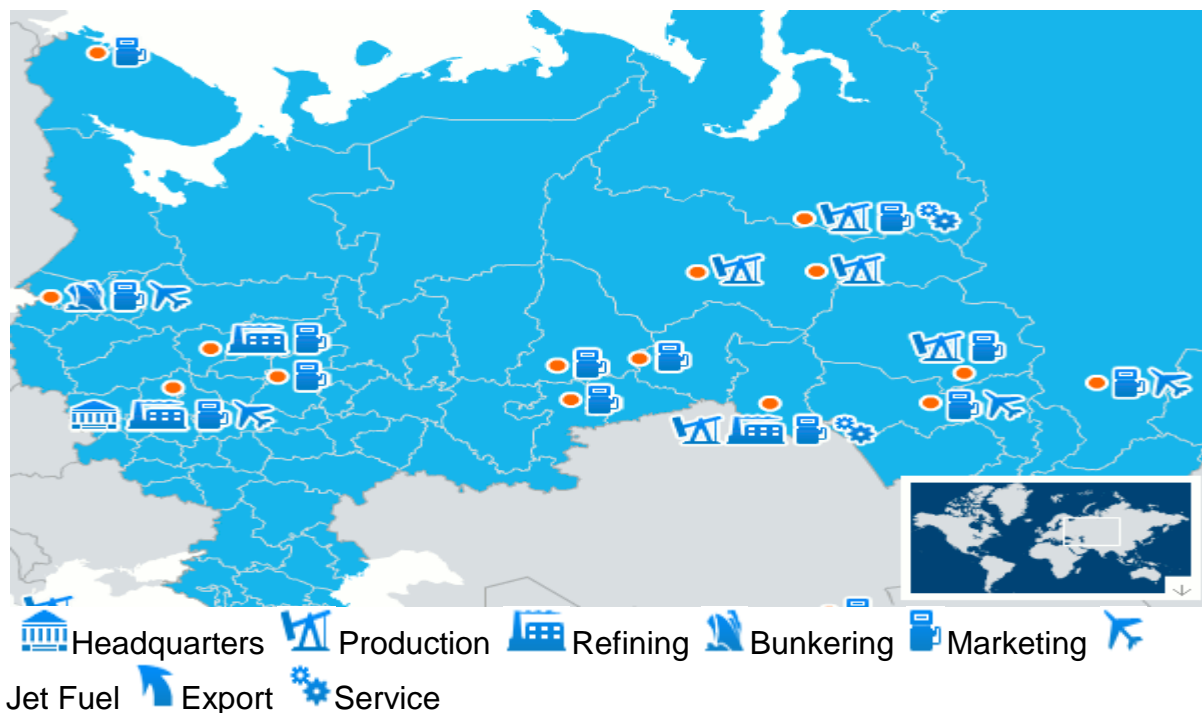 Headquarters Production Refining Bunkering Marketing
Jet Fuel Export Service